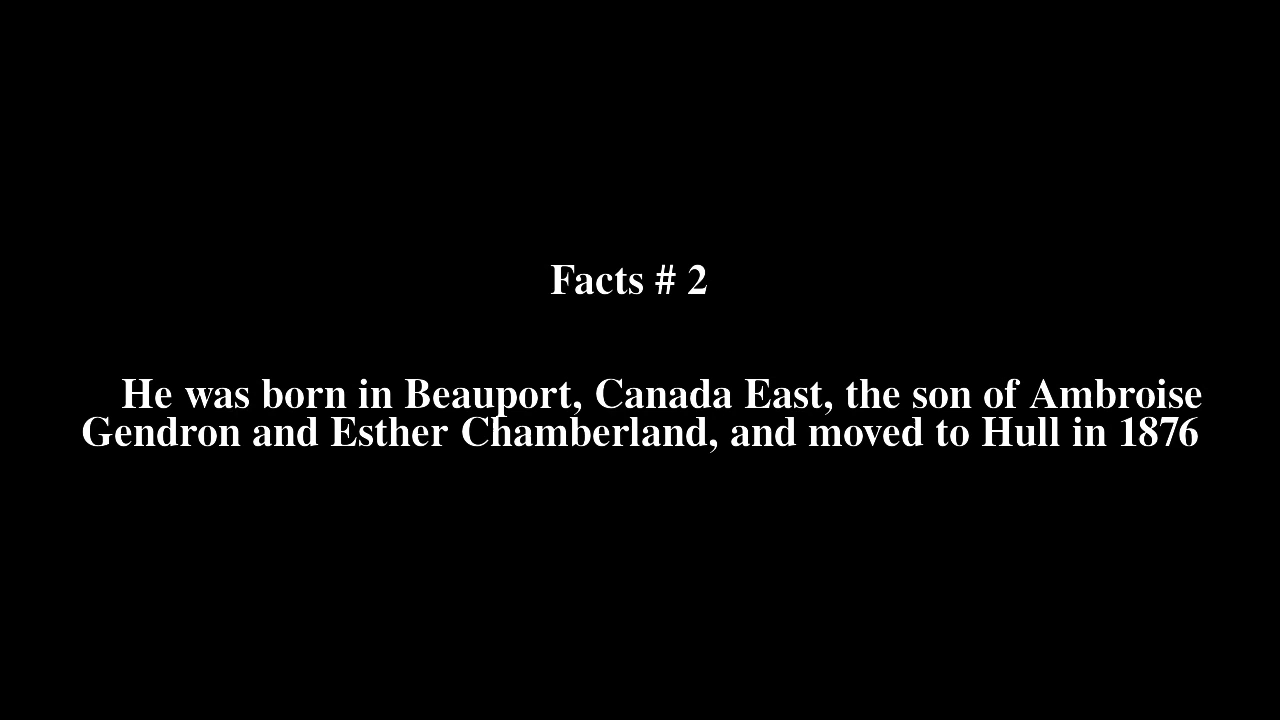 Facts # 2
He was born in Beauport, Canada East, the son of Ambroise
Gendron and Esther Chamberland, and moved to Hull in 1876